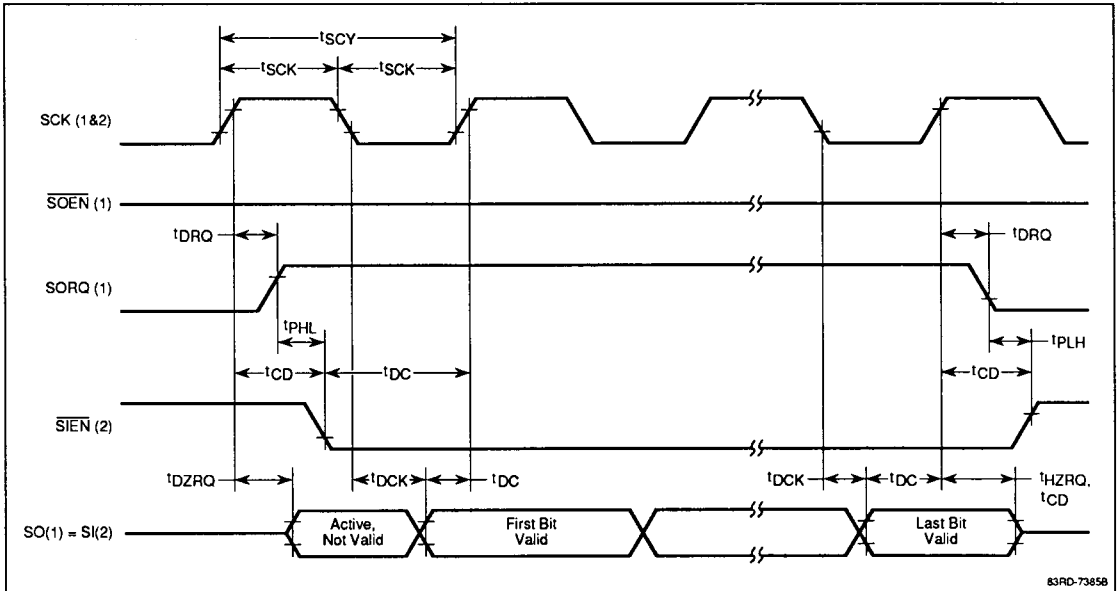 tSCY
tSCK tSCK
SCK (1&2)
SOEN (1)
tDRQ tDRQ
SORQ (1)
tPHL tPLH
tCD tDC tCD
SIEN (2)
tDZRQ tDCK tDC tDCK tDC tHZRQ,
tCD
SO(1) = SI(2)
Active,
Not Valid
First Bit
Valid
Last Bit
Valid
83RD-7385B